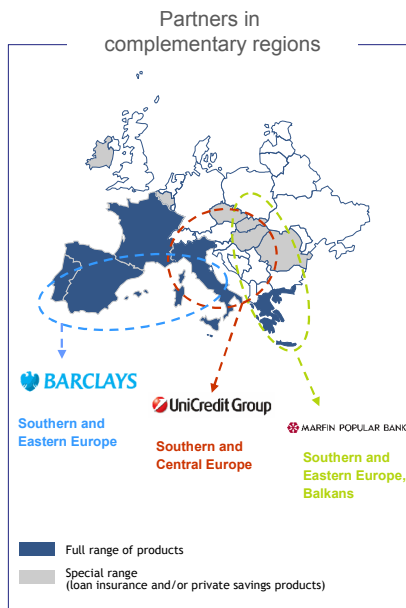 Partners in
complementary regions
BARCLAYS
UniCredit Group
MARFIN POPULAR BANK
Southern and
Eastern Europe
Southern and
Central Europe
Southern and
Eastern Europe,
Balkans
Full range of products
Special range
(loan insurance and/or private savings products)